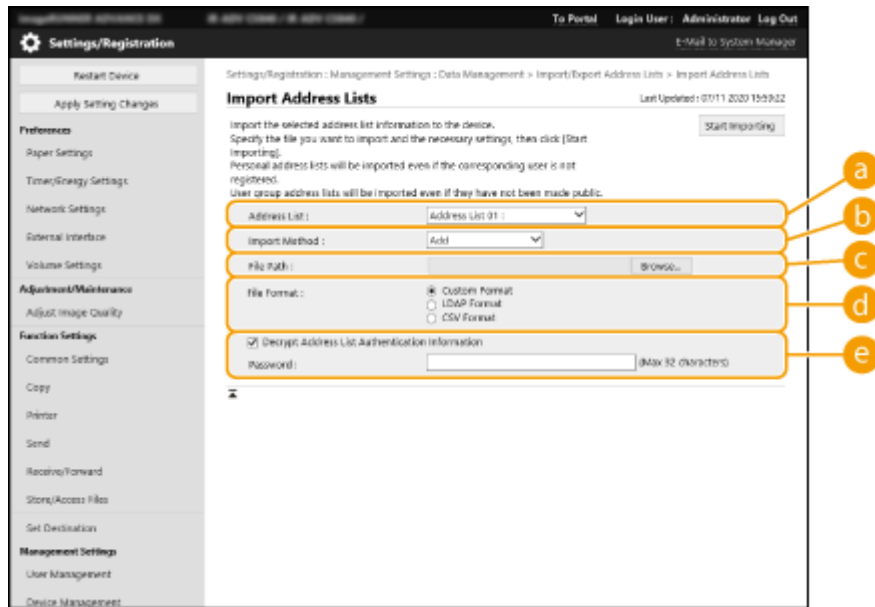 To Portal Login User: Administrator Log Out
Settings/Registration
E-Mail to System Manager
Restart Device
Apply Setting Changes
Preferences
Paper Settings
Timer/Energy Settings
Network Settings
External Interface
Volume Settings
Adjustment/Maintenance
Adjust Image Quality
Function Settings
Common Settings
Copy
Printer
Send
Receive/Forward
Store/Access Files
Set Destination
Management Settings
User Management
Device Management
Settings/Registration : Management Settings : Data Management > Import/Export Address Lists > Import Address Lists
Import Address Lists
Last Updated : 07/11 2020 15:59:22
Import the selected address list information to the device.
Specify the file you want to import and the necessary settings, then click [Start
Importing].
Personal address lists will be imported even if the corresponding user is not
registered.
User group address lists will be imported even if they have not been made public.
Start Importing
Address List : Address List 01 :
Import Method : Add
File Path : Browse...
File Format : Custom Format
LDAP Format
CSV Format
Decrypt Address List Authentication Information
Password : (Max 32 characters)
a
b
c
d
e